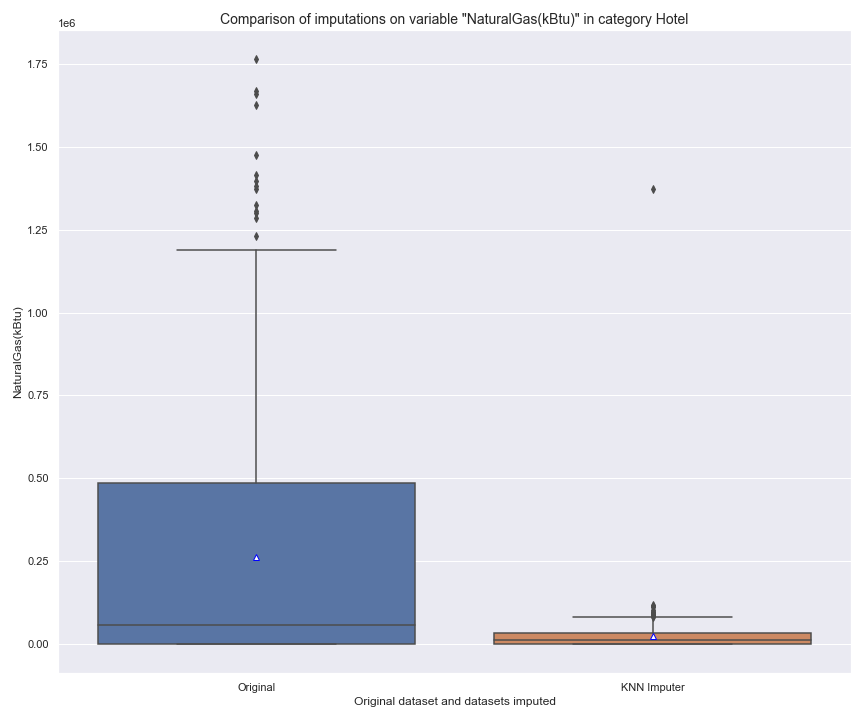 Comparison of imputations on variable "NaturalGas(kBtu)" in category Hotel
1e6
1.75
1.50
1.25
1.00
0.75
0.50
0.25
0.00
NaturalGas(kBtu)
Original
KNN Imputer
Original dataset and datasets imputed